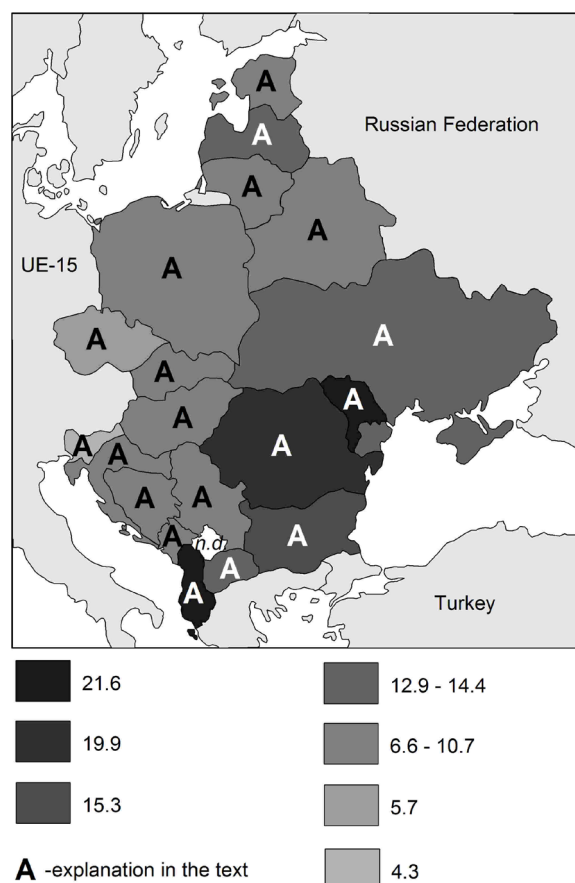 A
A
Russian Federation
A
A
UE-15
A
A
A
A
A
A
A
A
A
A
A
A
n.d.
A
A
A
Turkey
21.6
12.9 - 14.4
19.9
6.6 - 10.7
15.3
5.7
A -explanation in the text
4.3